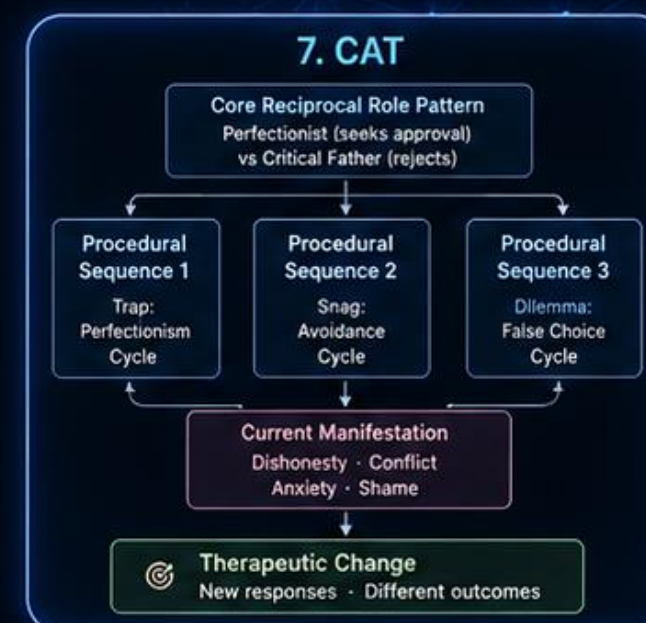 7. CAT
Core Reciprocal Role Pattern
Perfectionist (seeks approval)
vs Critical Father (rejects)
Procedural
Sequence 1
Trap:
Perfectionism
Cycle
Procedural
Sequence 2
Snag:
Avoidance
Cycle
Procedural
Sequence 3
Dilemma:
False Choice
Cycle
Current Manifestation
Dishonesty · Conflict
Anxiety · Shame
Therapeutic Change
New responses · Different outcomes